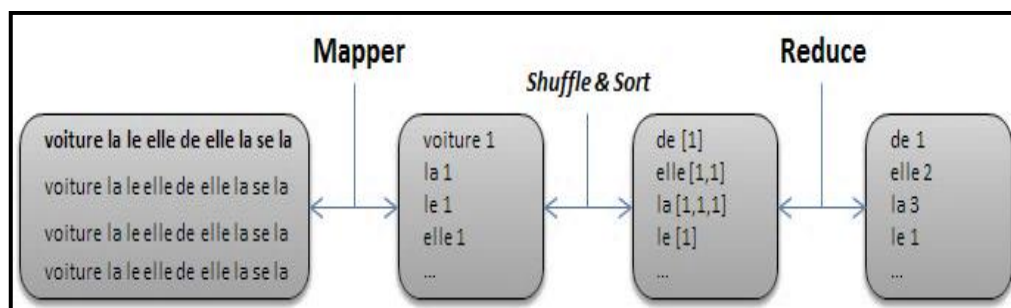 Mapper
Shuffle & Sort
Reduce
voiture la le elle de elle la se la
voiture la le elle de elle la se la
voiture la le elle de elle la se la
voiture la le elle de elle la se la
voiture 1
la 1
le 1
elle 1
...
de [1]
elle [1,1]
la [1,1,1]
le [1]
...
de 1
elle 2
la 3
le 1
...